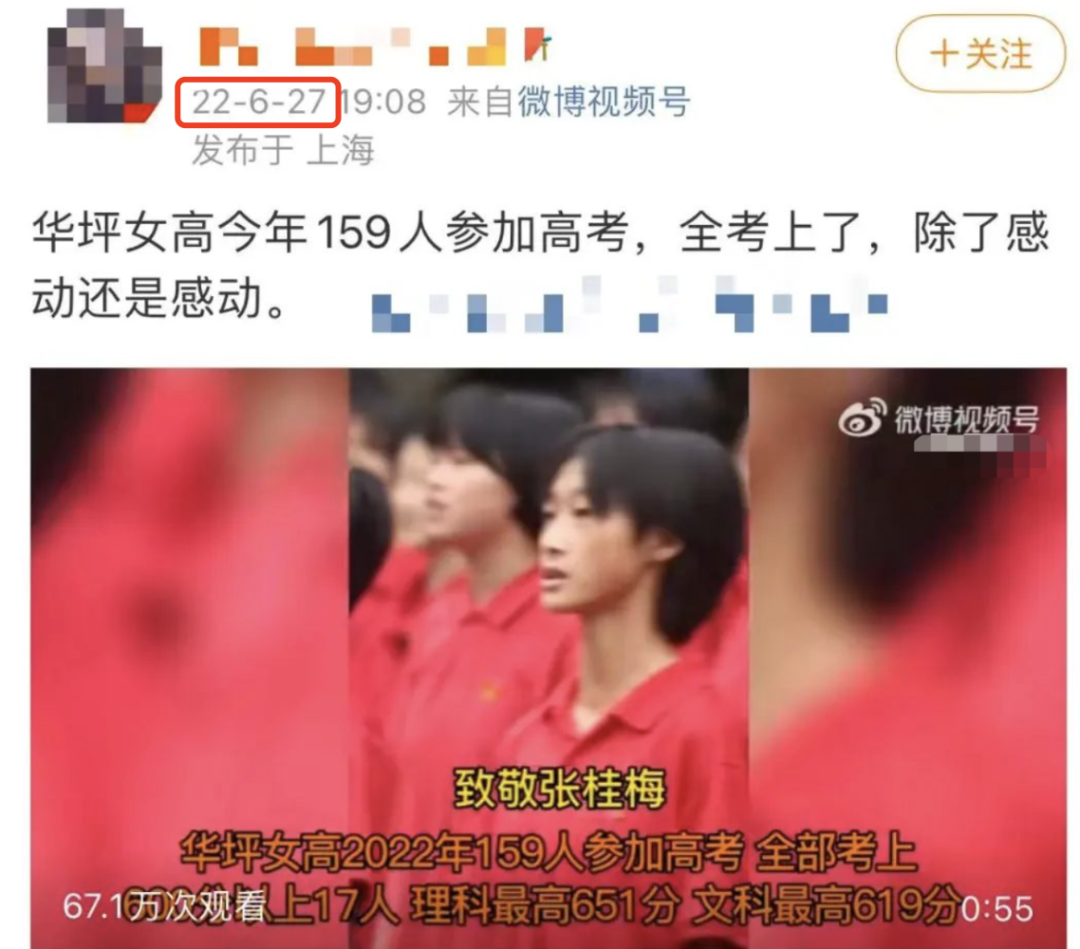 22-6-27 19:08 来自微博视频号
发布于 上海
+关注
华坪女高今年159人参加高考，全考上了，除了感
动还是感动。
微博视频号
致敬张桂梅
华坪女高2022年159人参加高考 全部考上
以上17人 理科最高651分 文科最高619分
67.1万次观看
0:55